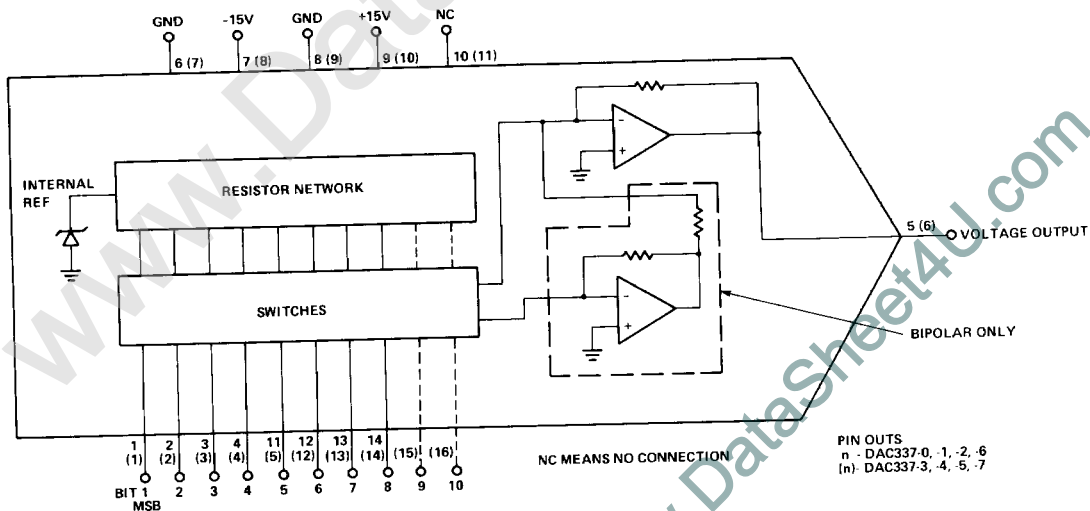 GND -15V GND +15V NC
6 (7) 7 (8) 8 (9) 9 (10) 10 (11)
INTERNAL
REF
RESISTOR NETWORK
SWITCHES
-
+
-
+
5 (6) VOLTAGE OUTPUT
BIPOLAR ONLY
1 2 3 4 11 12 13 14
(1) (2) (3) (4) (5) (12) (13) (14) (15) (16)
BIT 1 2 3 4 5 6 7 8 9 10
MSB
NC MEANS NO CONNECTION
PIN OUTS
n - DAC337-0, -1, -2, -6
(n)- DAC337-3, -4, -5, -7
www.Dat
www.DataSheet4U.com